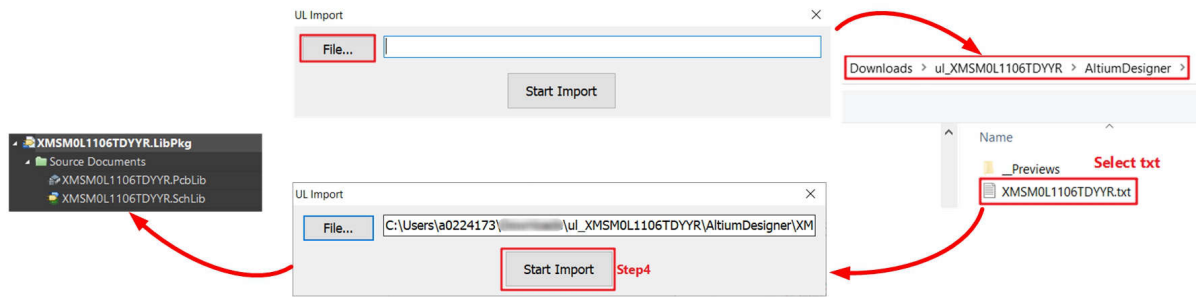 UL Import
File...
Start Import
Downloads > ul_XMSM0L1106TDYYR > AltiumDesigner >
Name
__Previews
Select txt
XMSM0L1106TDYYR.txt
XMSM0L1106TDYYR.LibPkg
Source Documents
XMSM0L1106TDYYR.PcbLib
XMSM0L1106TDYYR.SchLib
UL Import
File...
C:\Users\a0224173\ \ul_XMSM0L1106TDYYR\AltiumDesigner\XM
Start Import
Step4